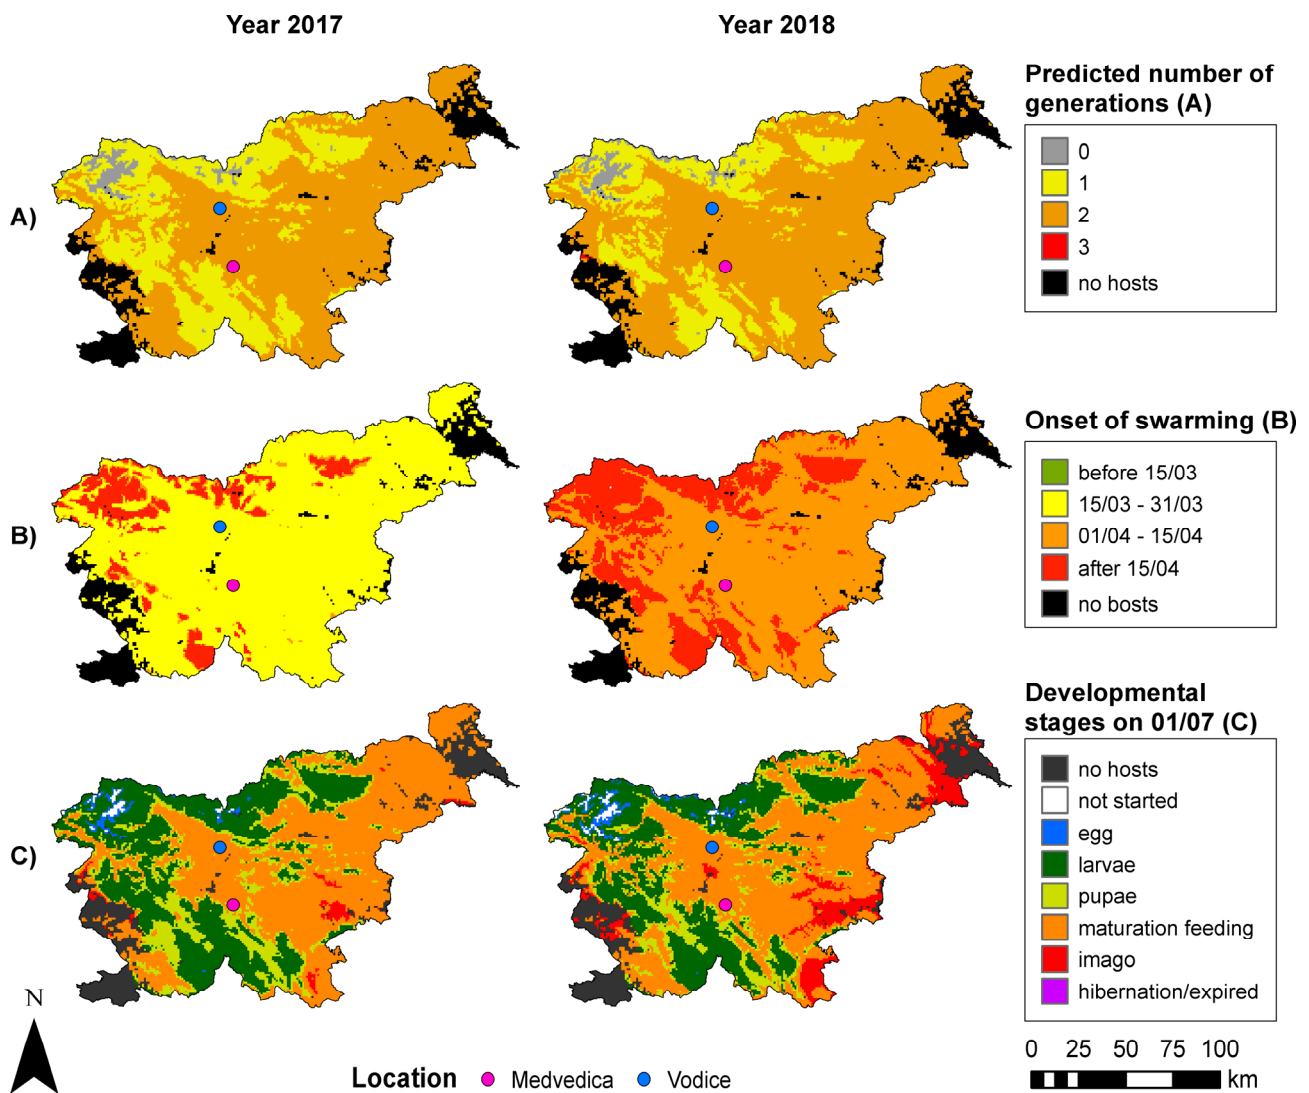 Year 2017
Year 2018
Predicted number of
generations (A)
0
1
2
3
no hosts
A)
Onset of swarming (B)
before 15/03
15/03 - 31/03
01/04 - 15/04
after 15/04
no bosts
B)
Developmental
stages on 01/07 (C)
no hosts
not started
egg
larvae
pupae
maturation feeding
imago
hibernation/expired
C)
N
0 25 50 75 100
km
Location Medvedica Vodice